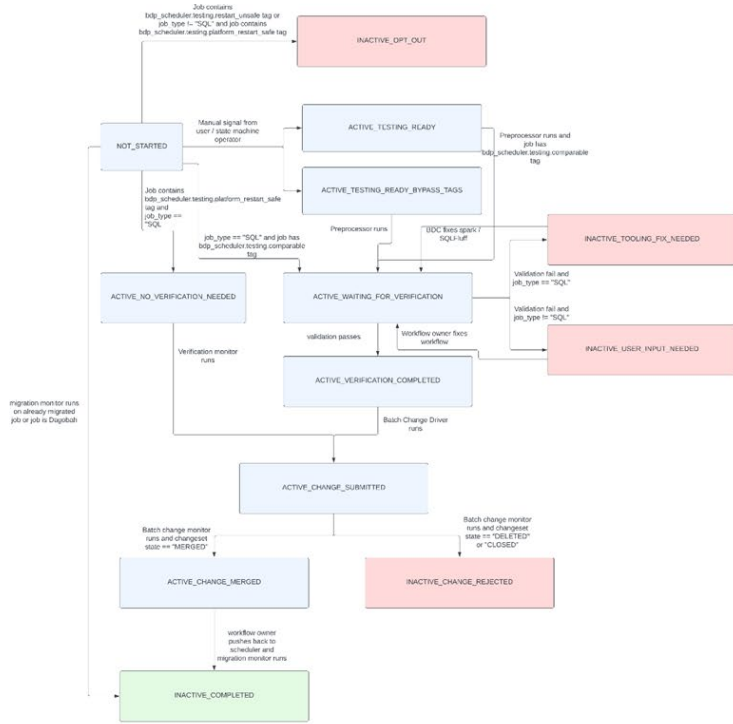 Job contains
bdp_scheduler.testing.restart_unsafe tag or
job_type != "SQL" and job contains
bdp_scheduler.testing.platform_restart_safe tag
INACTIVE_OPT_OUT
NOT_STARTED
Manual signal from
user / state machine
operator
ACTIVE_TESTING_READY
Preprocessor runs and
job has
bdp_scheduler.testing.comparable
tag
ACTIVE_TESTING_READY_BYPASS_TAGS
Job contains
bdp_scheduler.testing.platform_restart_safe
tag and
job_type ==
"SQL
job_type == "SQL" and job has
bdp_scheduler.testing.comparable
tag
Preprocessor runs
BDC fixes spark /
SQLFluff
INACTIVE_TOOLING_FIX_NEEDED
Validation fail and
job_type == "SQL"
ACTIVE_NO_VERIFICATION_NEEDED
ACTIVE_WAITING_FOR_VERIFICATION
Validation fail and
job_type != "SQL"
validation passes
Workflow owner fixes
workflow
INACTIVE_USER_INPUT_NEEDED
Verification monitor
runs
ACTIVE_VERIFICATION_COMPLETED
migration monitor runs
on already migrated
job or job is Dagobah
Batch Change Driver
runs
ACTIVE_CHANGE_SUBMITTED
Batch change monitor
runs and changeset
state == "MERGED"
Batch change monitor
runs and changeset
state == "DELETED"
or "CLOSED"
ACTIVE_CHANGE_MERGED
INACTIVE_CHANGE_REJECTED
workflow owner
pushes back to
scheduler and
migration monitor runs
INACTIVE_COMPLETED